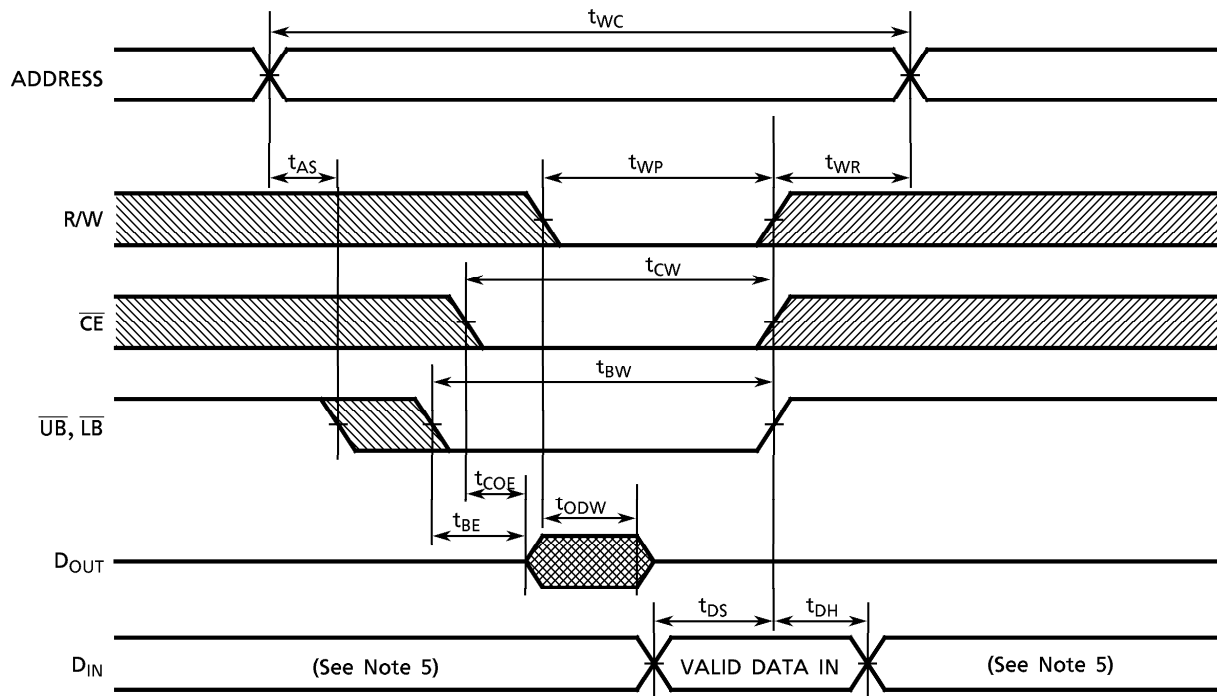 tWC
ADDRESS
tAS
tWP
tWR
R/W
tCW
CE
tBW
UB, LB
tCOE
tODW
tBE
DOUT
tDS
tDH
DIN
(See Note 5)
VALID DATA IN
(See Note 5)